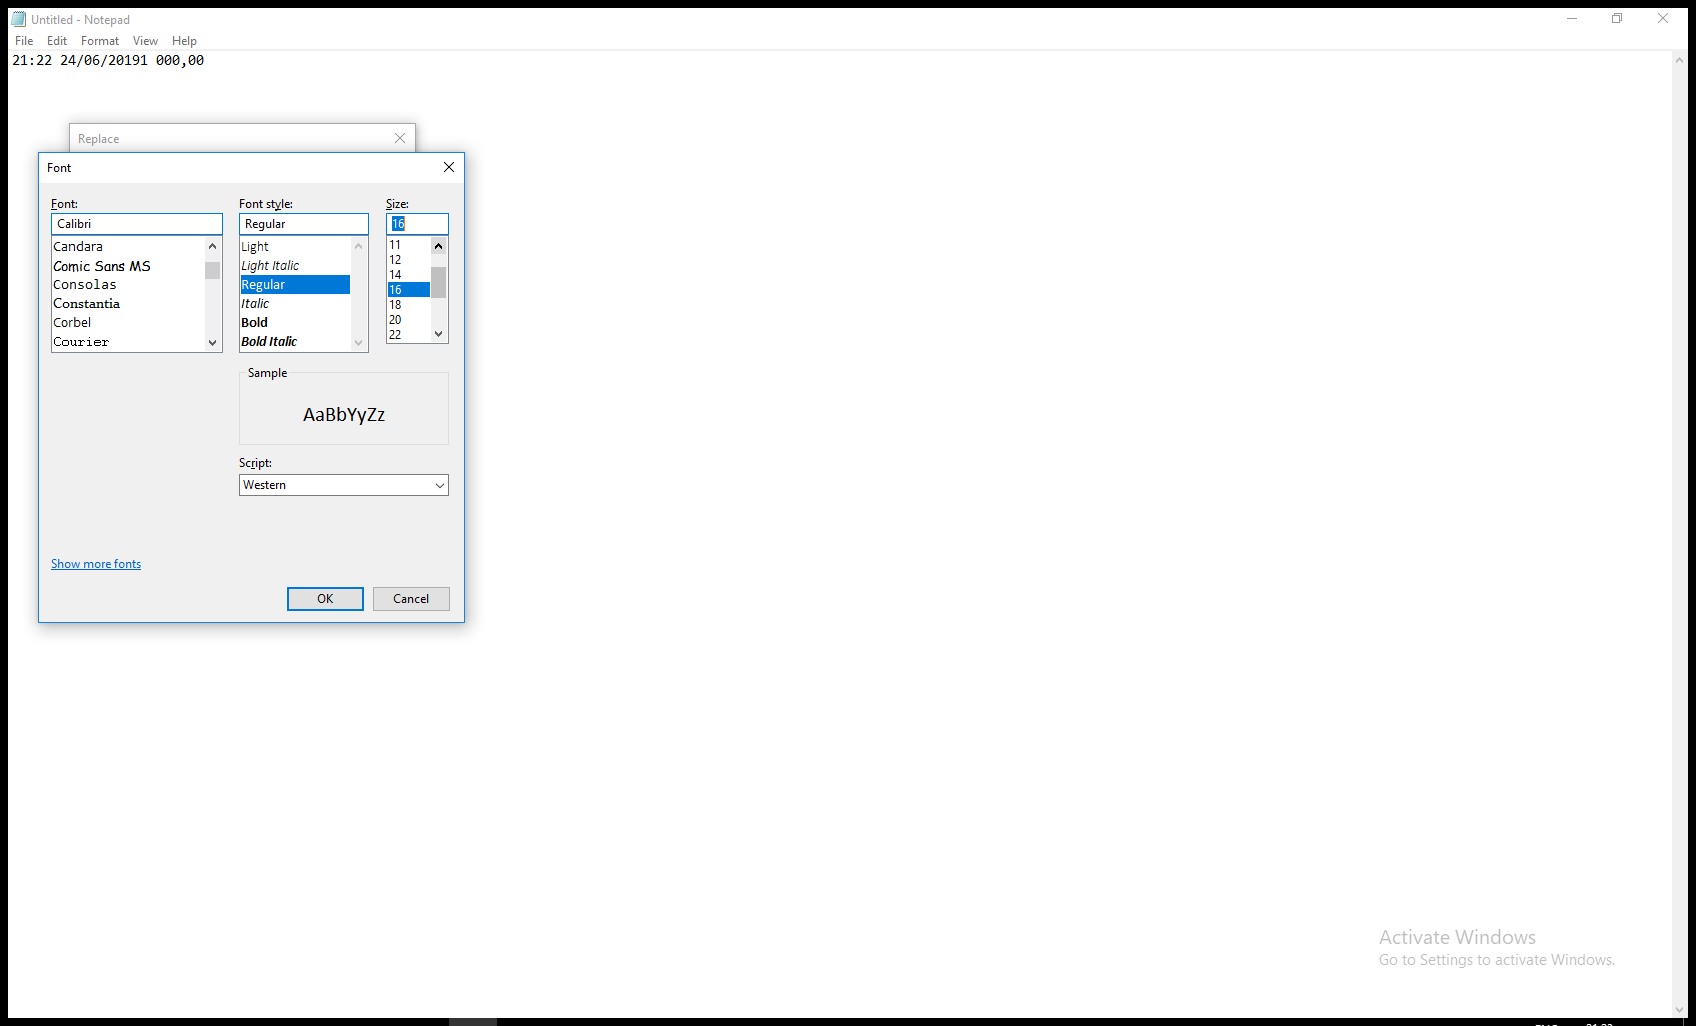 Untitled - Notepad
File Edit Format View Help
21:22 24/06/20191 000,00
Replace
Font
Font: Font style: Size:
Calibri Regular 16
Candara Light 11
Comic Sans MS Light Italic 12
Consolas Regular 14
Constantia Italic 16
Corbel Bold 18
Courier Bold Italic 20
22
Sample
AaBbYyZz
Script:
Western
Show more fonts
OK Cancel
Activate Windows
Go to Settings to activate Windows.